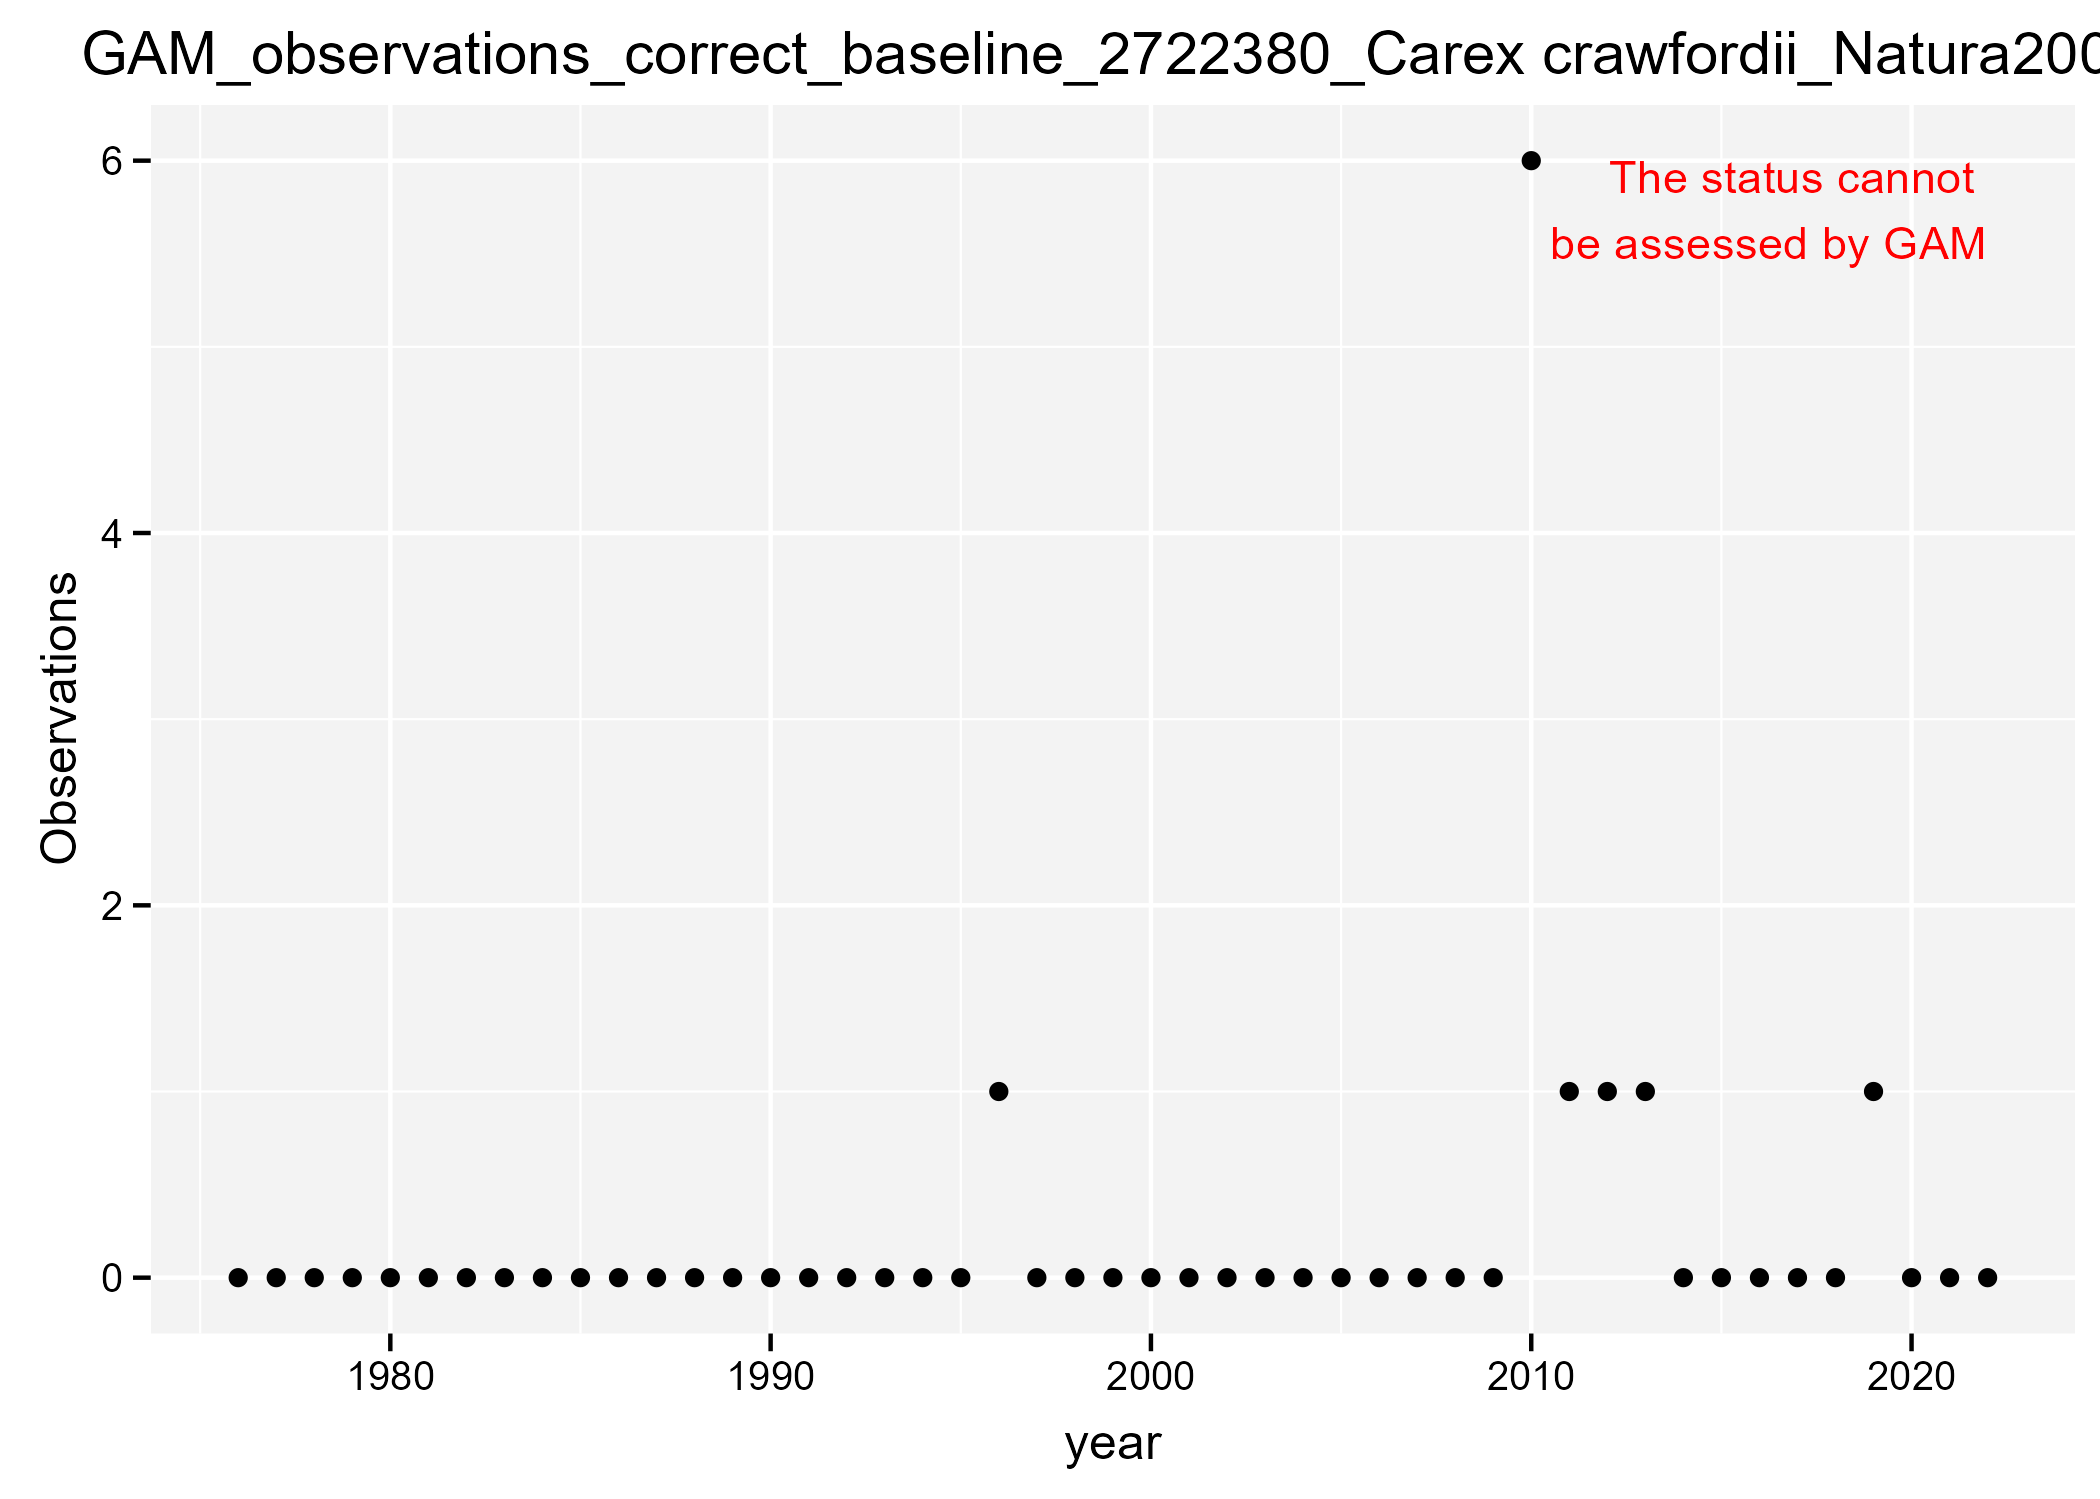 GAM_observations_correct_baseline_2722380_Carex crawfordii_Natura200
6
The status cannot
be assessed by GAM
4
Observations
2
0
1980 1990 2000 2010 2020
year